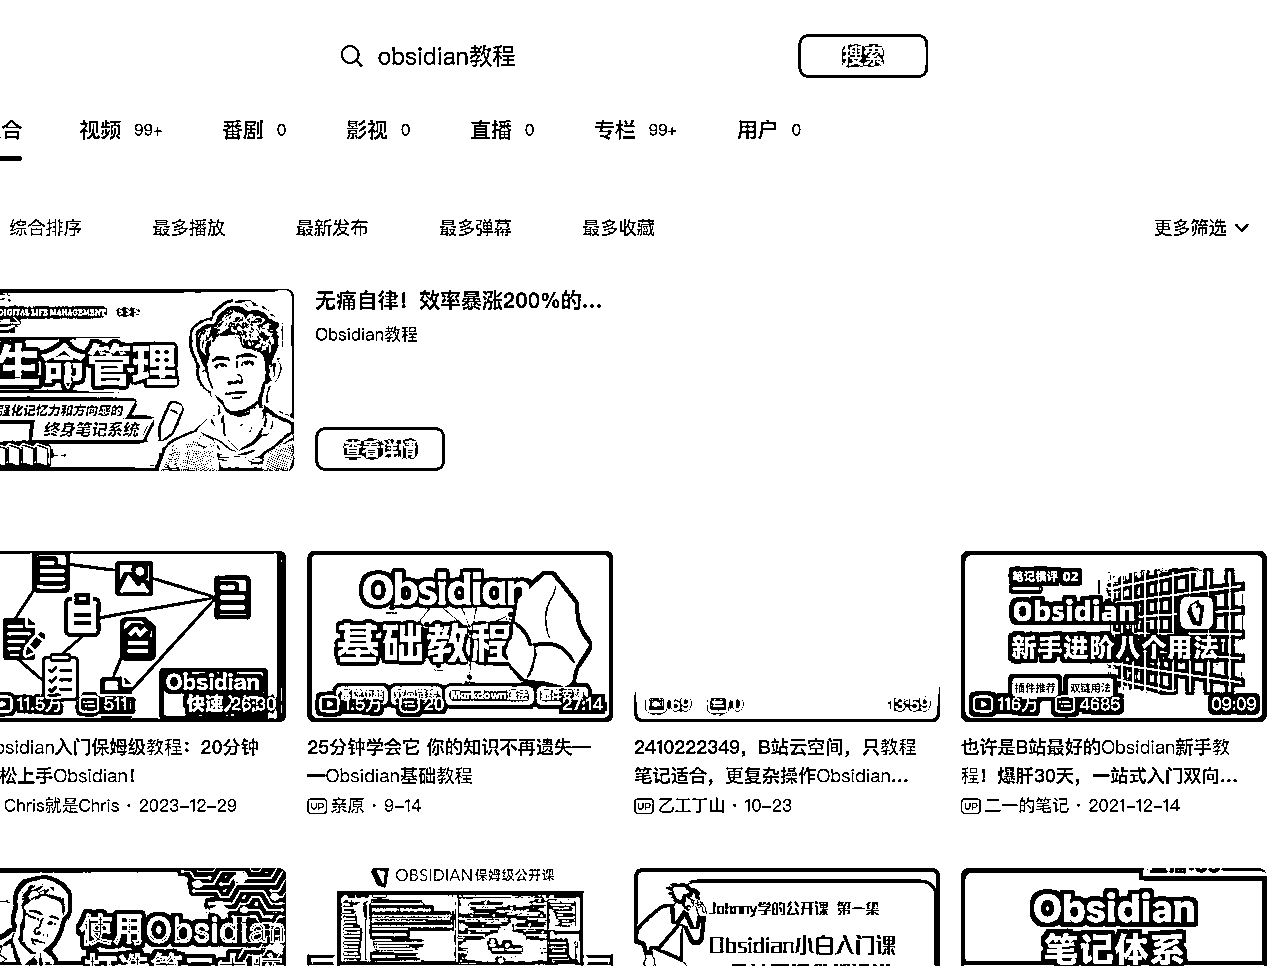 obsidian教程
搜索
合 视频 99+ 番剧 0 影视 0 直播 0 专栏 99+ 用户 0
综合排序 最多播放 最新发布 最多弹幕 最多收藏 更多筛选
DIGITAL LIFE MANAGEMENT
生命管理
强化记忆力和方向感的
终身笔记系统
无痛自律！效率暴涨200%的...
Obsidian教程
查看详情
Obsidian
快速
11.5万 511 26:30
Obsidian
基础教程
Markdown语法
1.5万 120 27:14
169 13:59
笔记横评 02
Obsidian
新手进阶八个用法
插件推荐 双链用法
116万 4685 09:09
bsidian入门保姆级教程：20分钟
松上手Obsidian！
Chris就是Chris · 2023-12-29
25分钟学会它 你的知识不再遗失—
—Obsidian基础教程
UP 亲原 · 9-14
2410222349，B站云空间，只教程
笔记适合，更复杂操作Obsidian...
UP 乙工丁山 · 10-23
也许是B站最好的Obsidian新手教
程！爆肝30天，一站式入门双向...
UP 二一的笔记 · 2021-12-14
使用Obsidian
OBSIDIAN保姆级公开课
Johnny学的公开课 第一集
Obsidian小白入门课
Obsidian
笔记体系